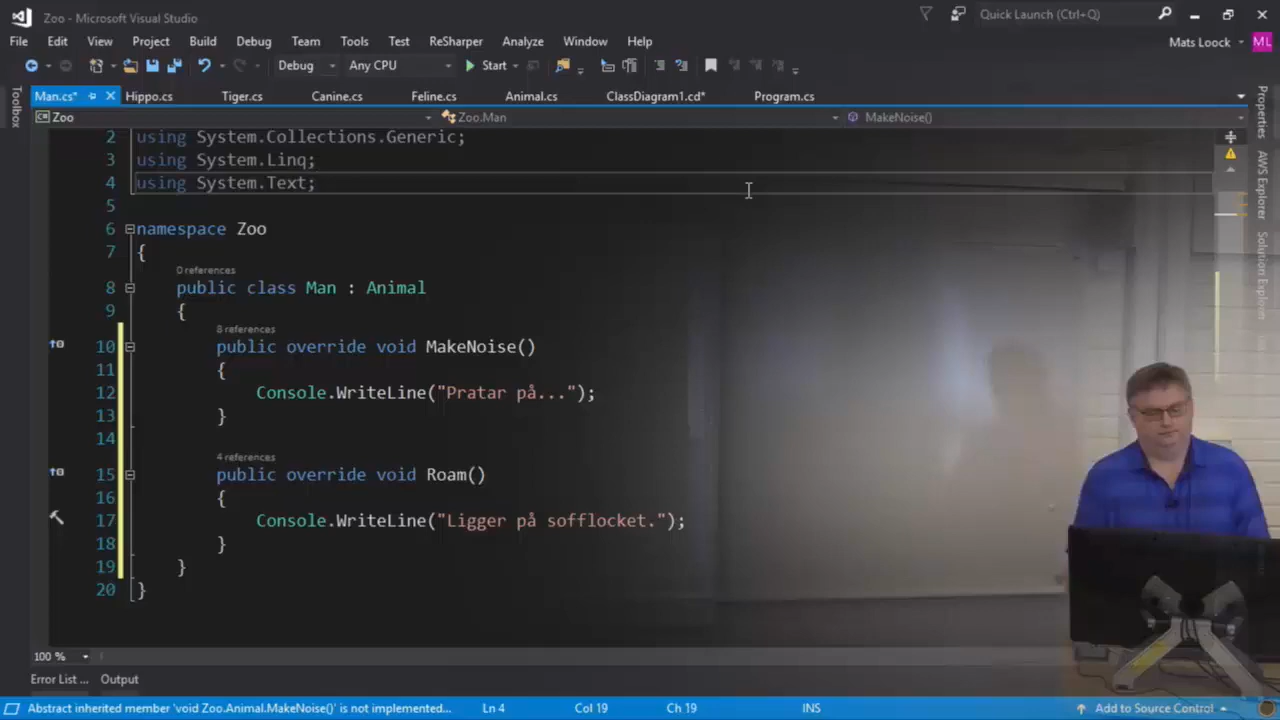 Zoo - Microsoft Visual Studio
Quick Launch (Ctrl+Q)
File Edit View Project Build Debug Team Tools Test ReSharper Analyze Window Help
Mats Loock ML
Debug Any CPU Start
Man.cs* Hippo.cs Tiger.cs Canine.cs Feline.cs Animal.cs ClassDiagram1.cd* Program.cs
Zoo Zoo.Man MakeNoise()
Toolbox
Properties
AWS Explorer
Solution Explorer
2 using System.Collections.Generic;
3 using System.Linq;
4 using System.Text;
5
6 namespace Zoo
7 {
0 references
8 public class Man : Animal
9 {
8 references
10 public override void MakeNoise()
11 {
12 Console.WriteLine("Pratar på...");
13 }
14
4 references
15 public override void Roam()
16 {
17 Console.WriteLine("Ligger på sofflocket.");
18 }
19 }
20 }
100 %
Error List ... Output
Abstract inherited member 'void Zoo.Animal.MakeNoise()' is not implemented... Ln 4 Col 19 Ch 19 INS Add to Source Control